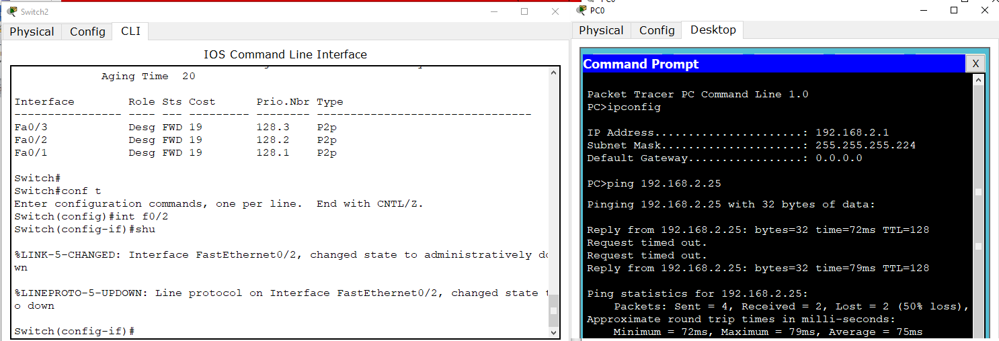 Switch2
Physical Config CLI
IOS Command Line Interface
Aging Time 20
Interface Role Sts Cost Prio.Nbr Type
---------------- ---- --- --------- -------- --------------------------------
Fa0/3 Desg FWD 19 128.3 P2p
Fa0/2 Desg FWD 19 128.2 P2p
Fa0/1 Desg FWD 19 128.1 P2p
Switch#
Switch#conf t
Enter configuration commands, one per line. End with CNTL/Z.
Switch(config)#int f0/2
Switch(config-if)#shu
%LINK-5-CHANGED: Interface FastEthernet0/2, changed state to administratively do
wn
%LINEPROTO-5-UPDOWN: Line protocol on Interface FastEthernet0/2, changed state t
o down
Switch(config-if)#
PC0
Physical Config Desktop
Command Prompt X
Packet Tracer PC Command Line 1.0
PC>ipconfig
IP Address......................: 192.168.2.1
Subnet Mask.....................: 255.255.255.224
Default Gateway.................: 0.0.0.0
PC>ping 192.168.2.25
Pinging 192.168.2.25 with 32 bytes of data:
Reply from 192.168.2.25: bytes=32 time=72ms TTL=128
Request timed out.
Request timed out.
Reply from 192.168.2.25: bytes=32 time=79ms TTL=128
Ping statistics for 192.168.2.25:
Packets: Sent = 4, Received = 2, Lost = 2 (50% loss),
Approximate round trip times in milli-seconds:
Minimum = 72ms, Maximum = 79ms, Average = 75ms